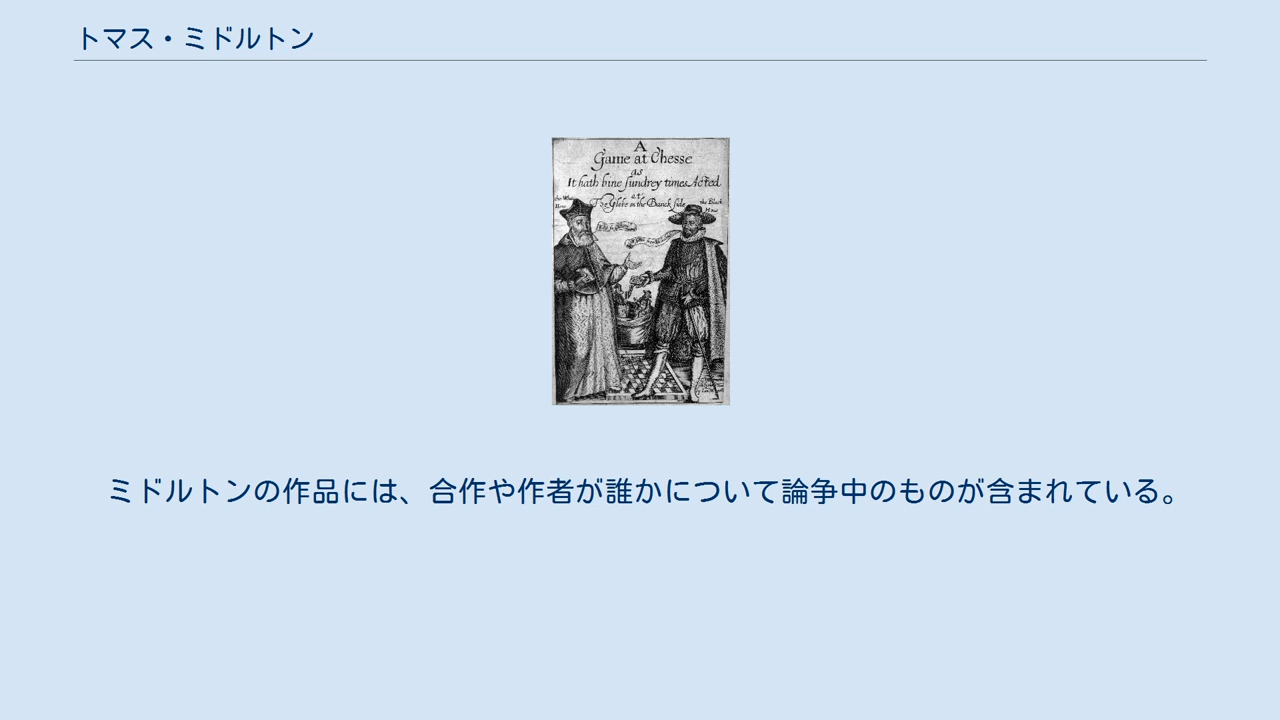 トマス・ミドルトン
A
Game at Chesse
as
It hath bine sundrey times Acted
at
The Globe on the Banck side
the Black
ミドルトンの作品には、合作や作者が誰かについて論争中のものが含まれている。